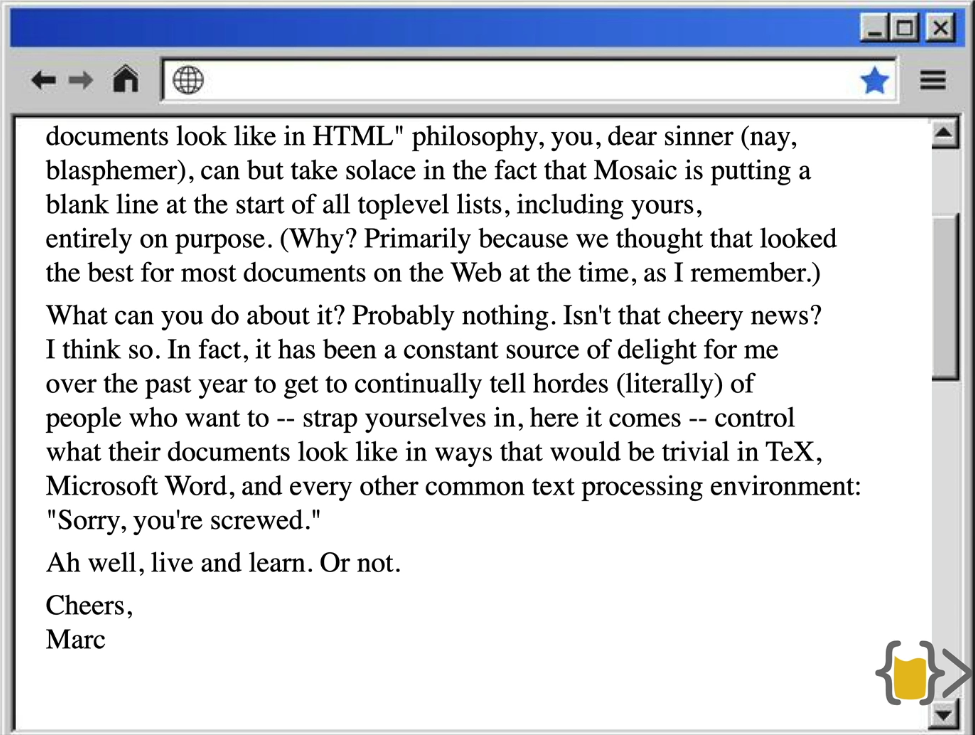 documents look like in HTML" philosophy, you, dear sinner (nay,
blasphemer), can but take solace in the fact that Mosaic is putting a
blank line at the start of all toplevel lists, including yours,
entirely on purpose. (Why? Primarily because we thought that looked
the best for most documents on the Web at the time, as I remember.)
What can you do about it? Probably nothing. Isn't that cheery news?
I think so. In fact, it has been a constant source of delight for me
over the past year to get to continually tell hordes (literally) of
people who want to -- strap yourselves in, here it comes -- control
what their documents look like in ways that would be trivial in TeX,
Microsoft Word, and every other common text processing environment:
"Sorry, you're screwed."
Ah well, live and learn. Or not.
Cheers,
Marc